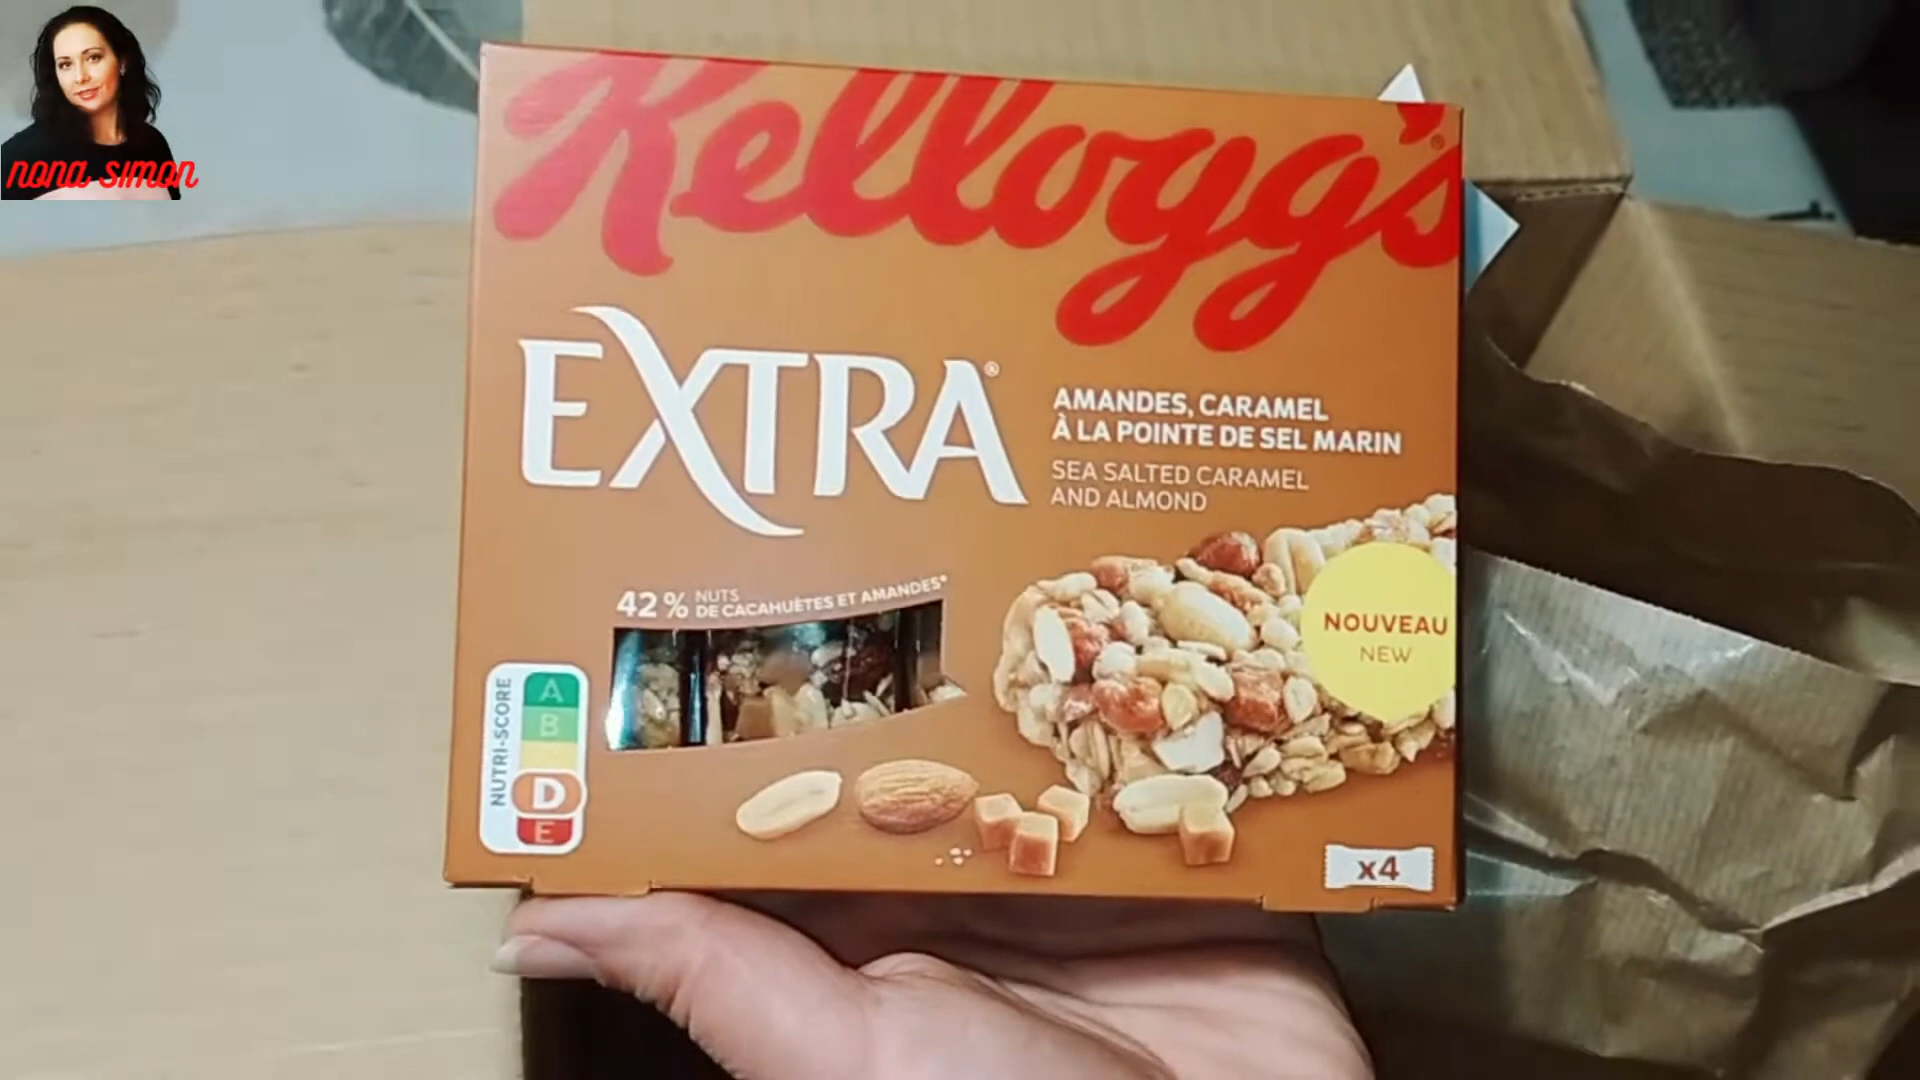 nona simon
Kellogg's®
EXTRA®
AMANDES, CARAMEL
À LA POINTE DE SEL MARIN
SEA SALTED CARAMEL
AND ALMOND
42% NUTS
DE CACAHUÈTES ET AMANDES*
NOUVEAU
NEW
NUTRI-SCORE
A
B
D
E
x4